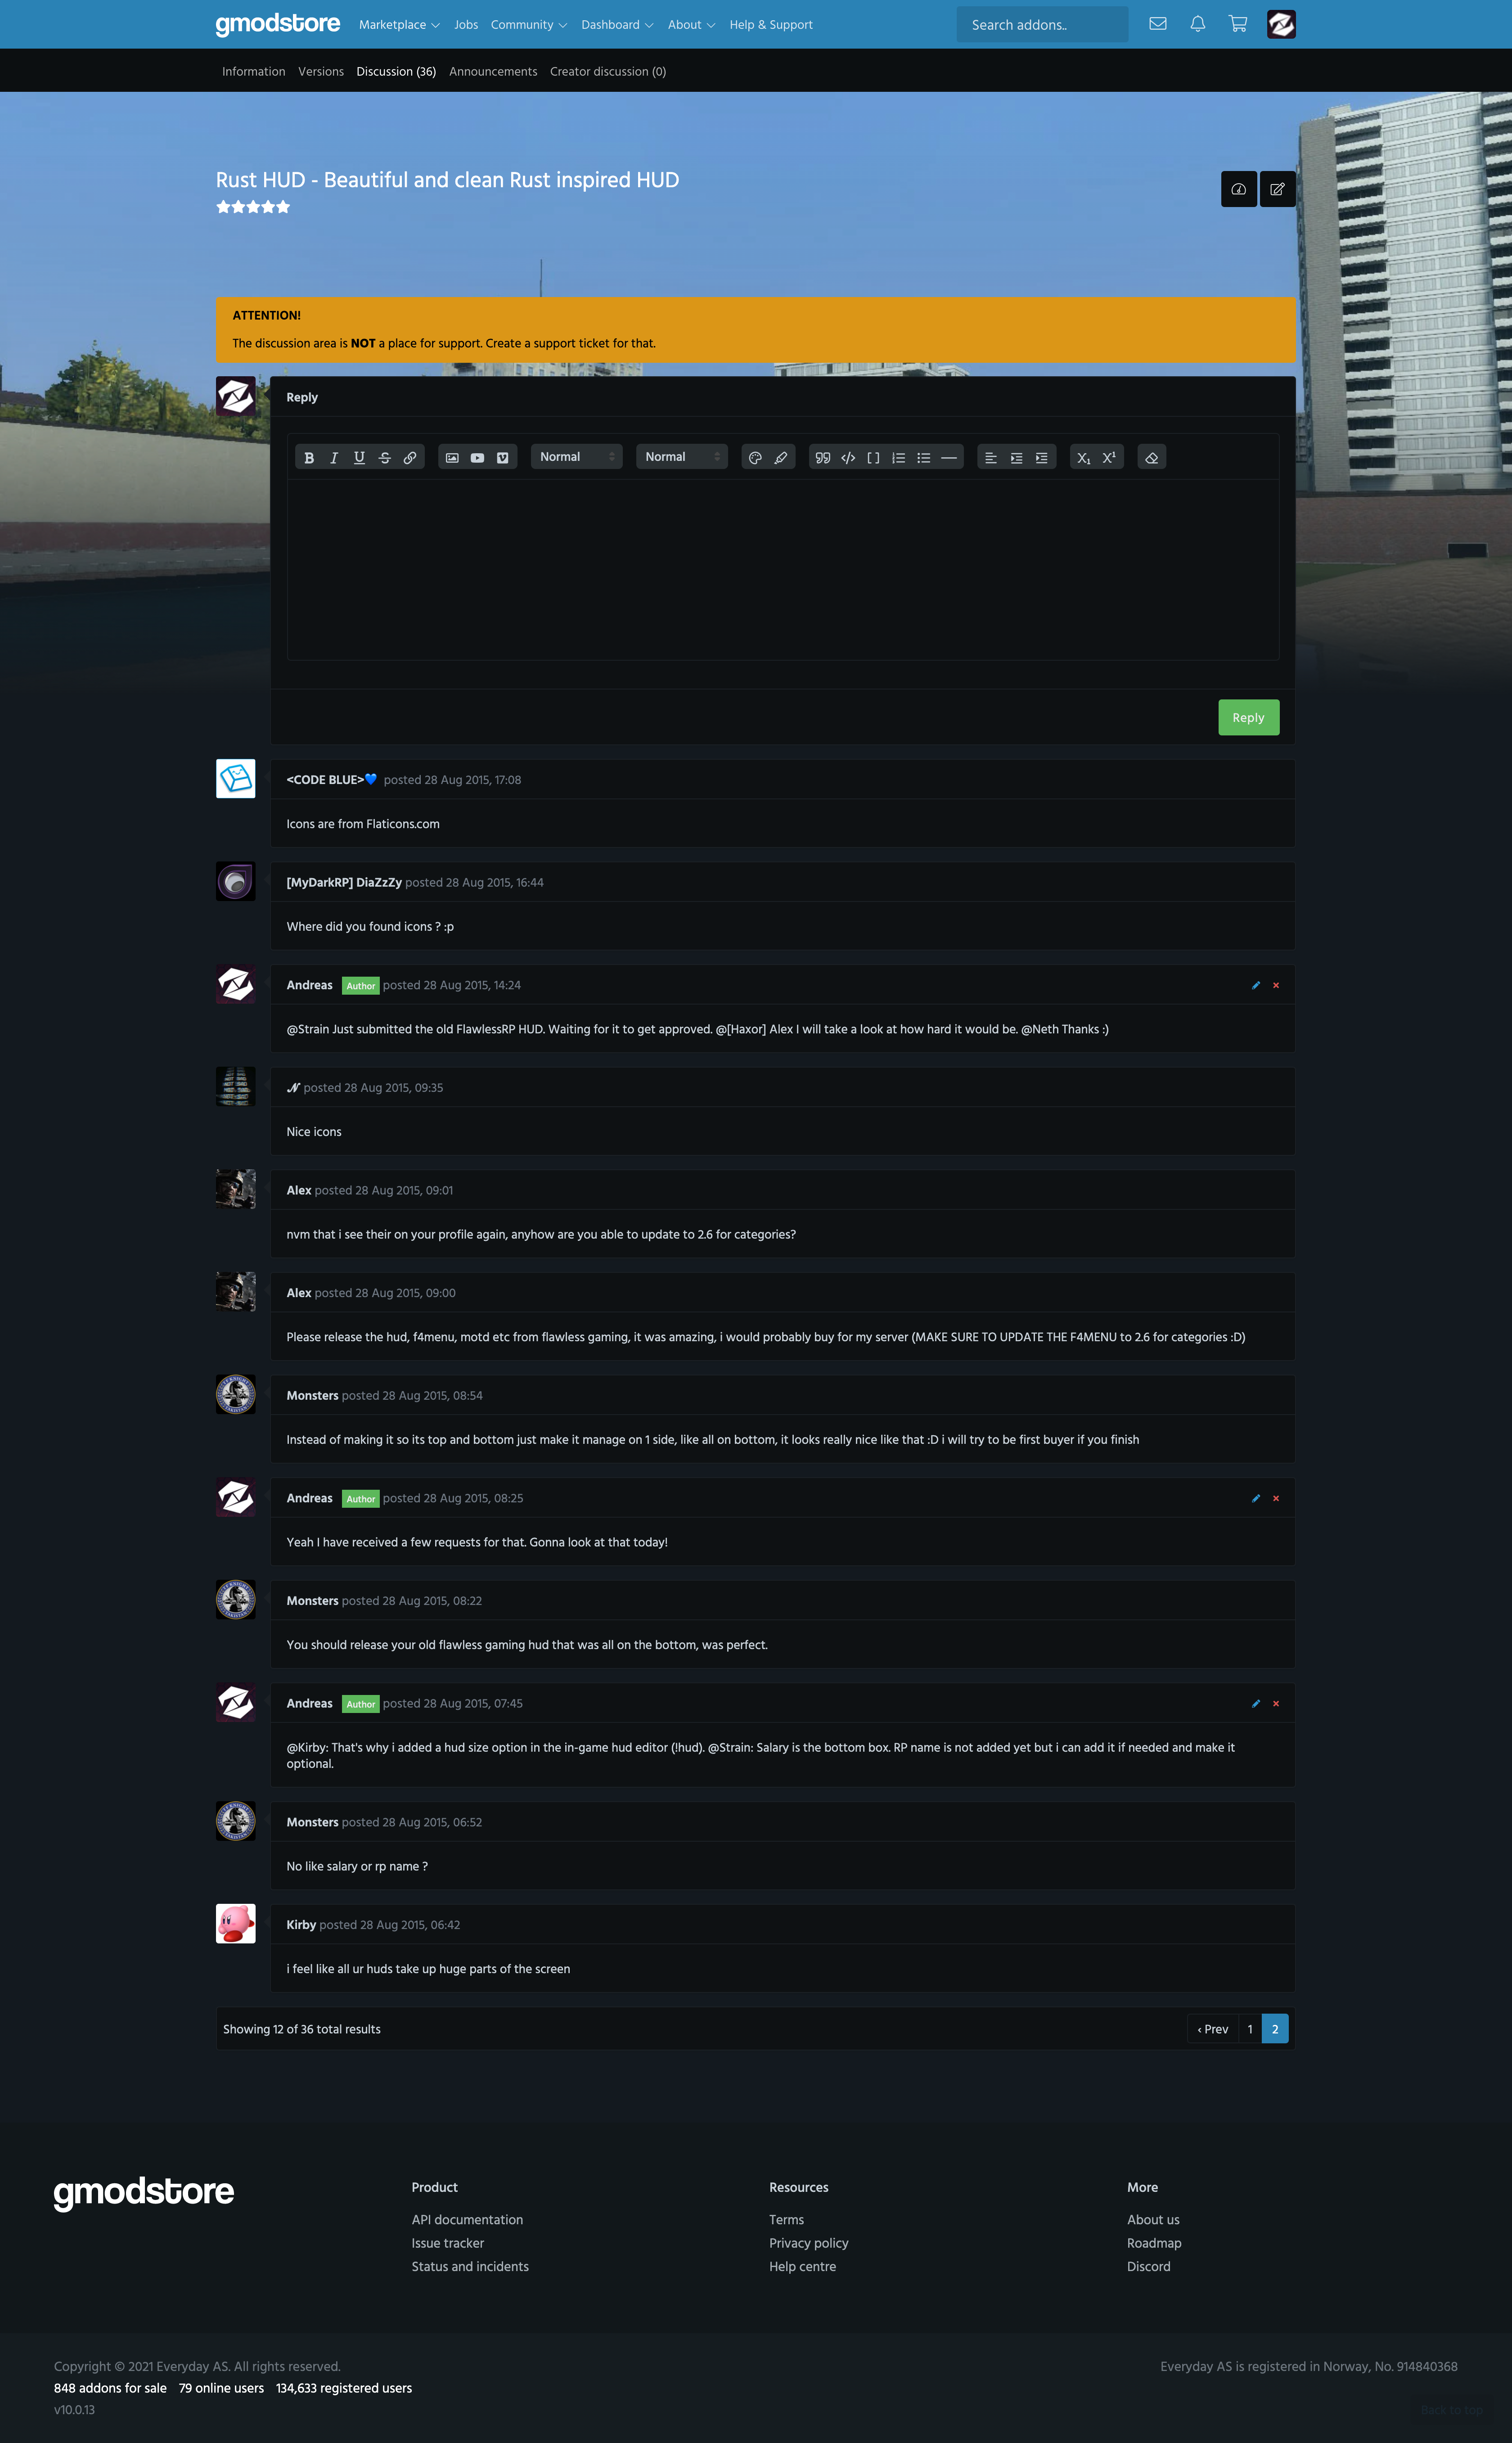 gmodstore Marketplace Jobs Community Dashboard About Help & Support Search addons..
Information Versions Discussion (36) Announcements Creator discussion (0)
Rust HUD - Beautiful and clean Rust inspired HUD
ATTENTION!
The discussion area is NOT a place for support. Create a support ticket for that.
Reply
B I U S Normal Normal X₁ X¹
Reply
<CODE BLUE>💙 posted 28 Aug 2015, 17:08
Icons are from Flaticons.com
[MyDarkRP] DiaZzZy posted 28 Aug 2015, 16:44
Where did you found icons ? :p
Andreas Author posted 28 Aug 2015, 14:24
@Strain Just submitted the old FlawlessRP HUD. Waiting for it to get approved. @[Haxor] Alex I will take a look at how hard it would be. @Neth Thanks :)
𝒩 posted 28 Aug 2015, 09:35
Nice icons
Alex posted 28 Aug 2015, 09:01
nvm that i see their on your profile again, anyhow are you able to update to 2.6 for categories?
Alex posted 28 Aug 2015, 09:00
Please release the hud, f4menu, motd etc from flawless gaming, it was amazing, i would probably buy for my server (MAKE SURE TO UPDATE THE F4MENU to 2.6 for categories :D)
Monsters posted 28 Aug 2015, 08:54
Instead of making it so its top and bottom just make it manage on 1 side, like all on bottom, it looks really nice like that :D i will try to be first buyer if you finish
Andreas Author posted 28 Aug 2015, 08:25
Yeah I have received a few requests for that. Gonna look at that today!
Monsters posted 28 Aug 2015, 08:22
You should release your old flawless gaming hud that was all on the bottom, was perfect.
Andreas Author posted 28 Aug 2015, 07:45
@Kirby: That's why i added a hud size option in the in-game hud editor (!hud). @Strain: Salary is the bottom box. RP name is not added yet but i can add it if needed and make it
optional.
Monsters posted 28 Aug 2015, 06:52
No like salary or rp name ?
Kirby posted 28 Aug 2015, 06:42
i feel like all ur huds take up huge parts of the screen
Showing 12 of 36 total results ‹ Prev 1 2
gmodstore
Product
API documentation
Issue tracker
Status and incidents
Resources
Terms
Privacy policy
Help centre
More
About us
Roadmap
Discord
Copyright © 2021 Everyday AS. All rights reserved. Everyday AS is registered in Norway, No. 914840368
848 addons for sale 79 online users 134,633 registered users
v10.0.13 Back to top